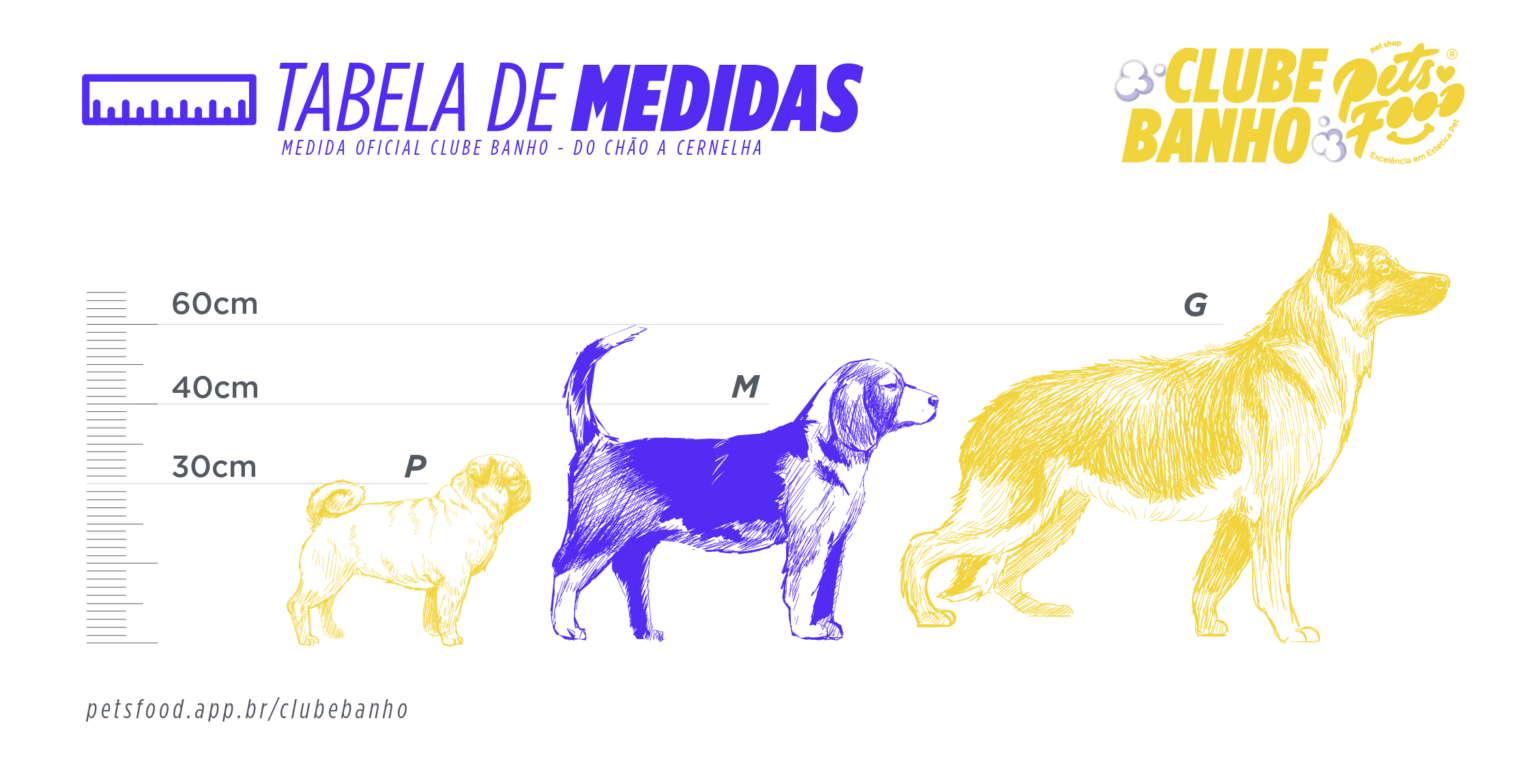 TABELA DE MEDIDAS
MEDIDA OFICIAL CLUBE BANHO - DO CHÃO A CERNELHA
CLUBE
BANHO
pet shop
Pets
Food
®
Excelência em Estética Pet
60cm
G
40cm
M
30cm
P
petsfood.app.br/clubebanho